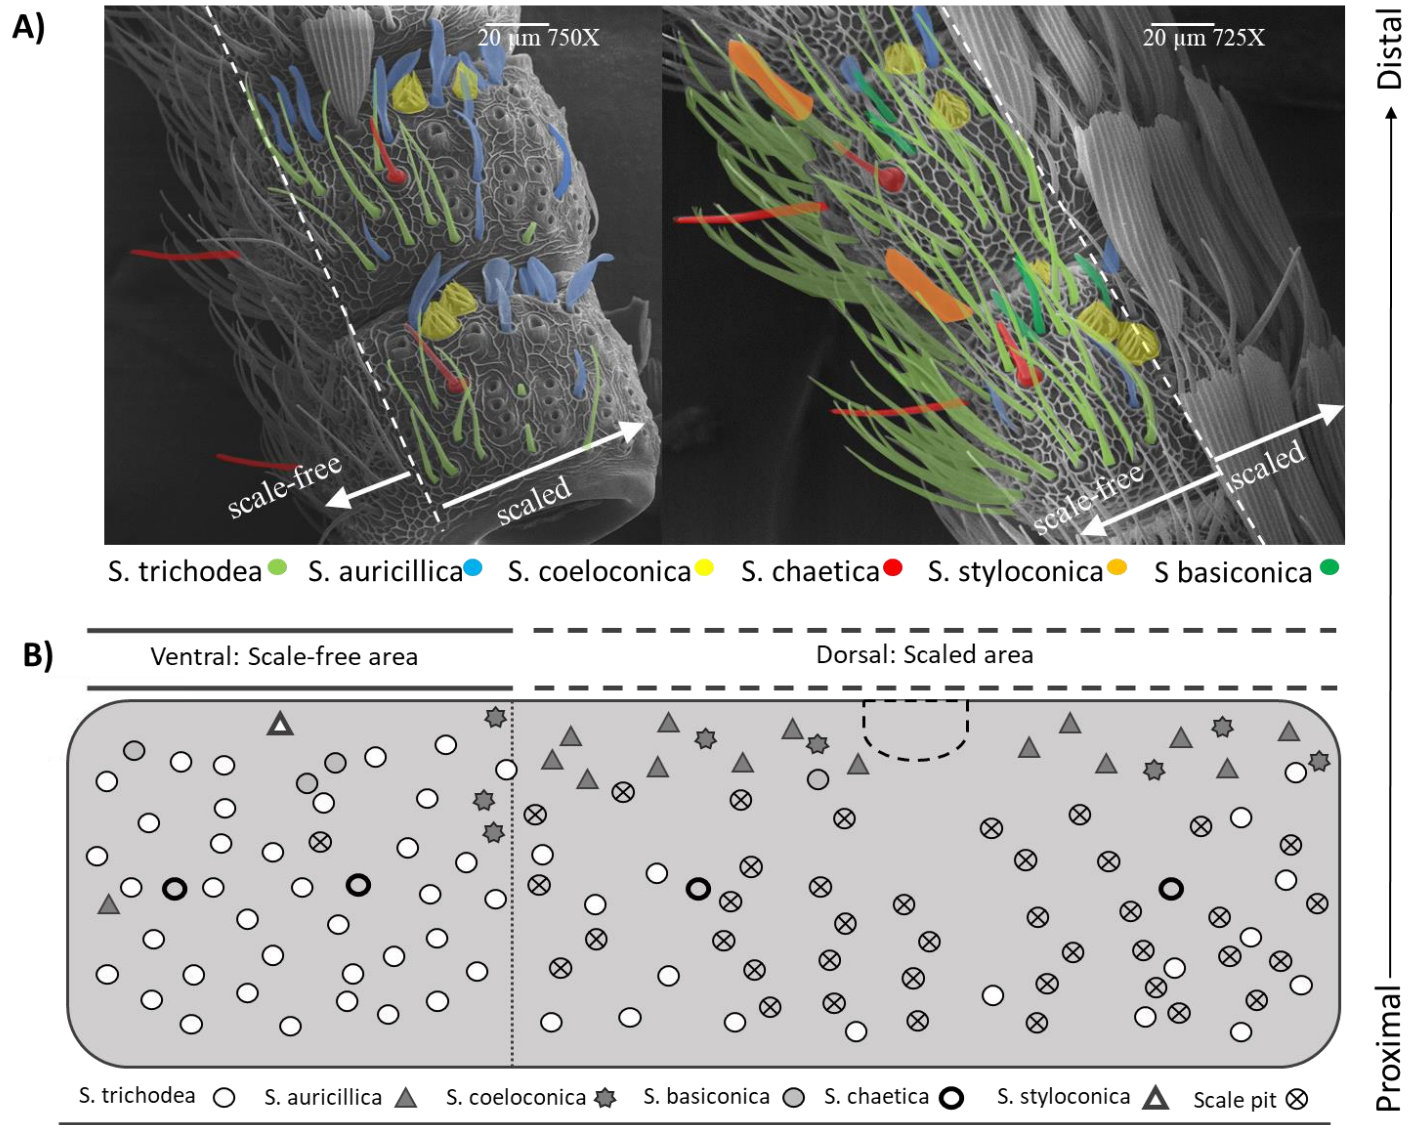 A)
20 µm 750X
20 µm 725X
Distal
scale-free
scaled
scale-free
scaled
S. trichodea
S. auricillica
S. coeloconica
S. chaetica
S. styloconica
S basiconica
B)
Ventral: Scale-free area
Dorsal: Scaled area
S. trichodea
S. auricillica
S. coeloconica
S. basiconica
S. chaetica
S. styloconica
Scale pit
Proximal